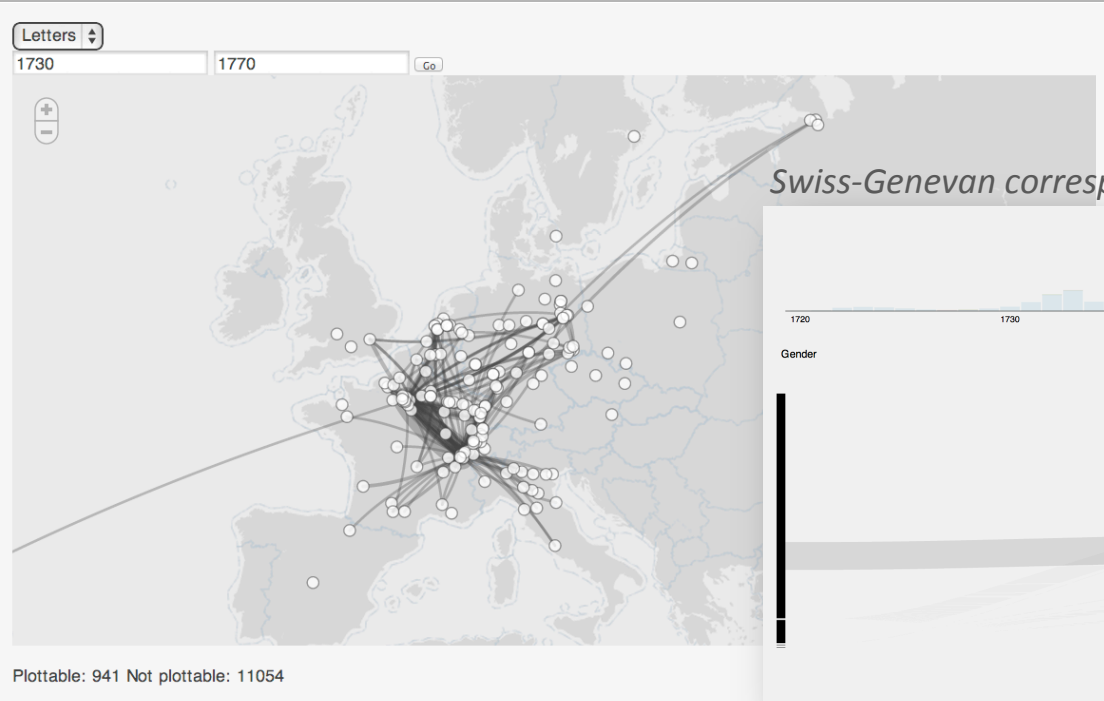 Letters
1730 1770 Go
+
−
Swiss-Genevan corresp
1720 1730
Gender
Plottable: 941 Not plottable: 11054